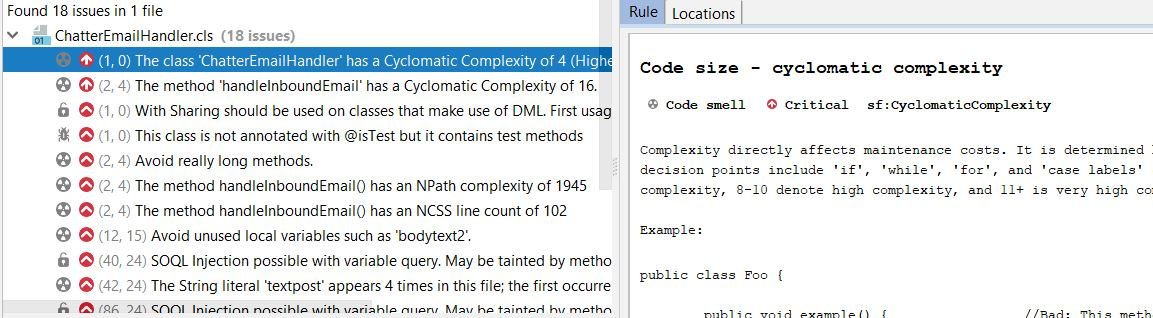 Found 18 issues in 1 file
ChatterEmailHandler.cls (18 issues)
(1, 0) The class 'ChatterEmailHandler' has a Cyclomatic Complexity of 4 (Highe
(2, 4) The method 'handleInboundEmail' has a Cyclomatic Complexity of 16.
(1, 0) With Sharing should be used on classes that make use of DML. First usag
(1, 0) This class is not annotated with @isTest but it contains test methods
(2, 4) Avoid really long methods.
(2, 4) The method handleInboundEmail() has an NPath complexity of 1945
(2, 4) The method handleInboundEmail() has an NCSS line count of 102
(12, 15) Avoid unused local variables such as 'bodytext2'.
(40, 24) SOQL Injection possible with variable query. May be tainted by metho
(42, 24) The String literal 'textpost' appears 4 times in this file; the first occurre
(86, 24) SOQL Injection possible with variable query. May be tainted by metho
Rule Locations
Code size - cyclomatic complexity
Code smell Critical sf:CyclomaticComplexity
Complexity directly affects maintenance costs. It is determined
decision points include 'if', 'while', 'for', and 'case labels'
complexity, 8-10 denote high complexity, and 11+ is very high co
Example:
public class Foo {
public void example() { //Bad: This meth